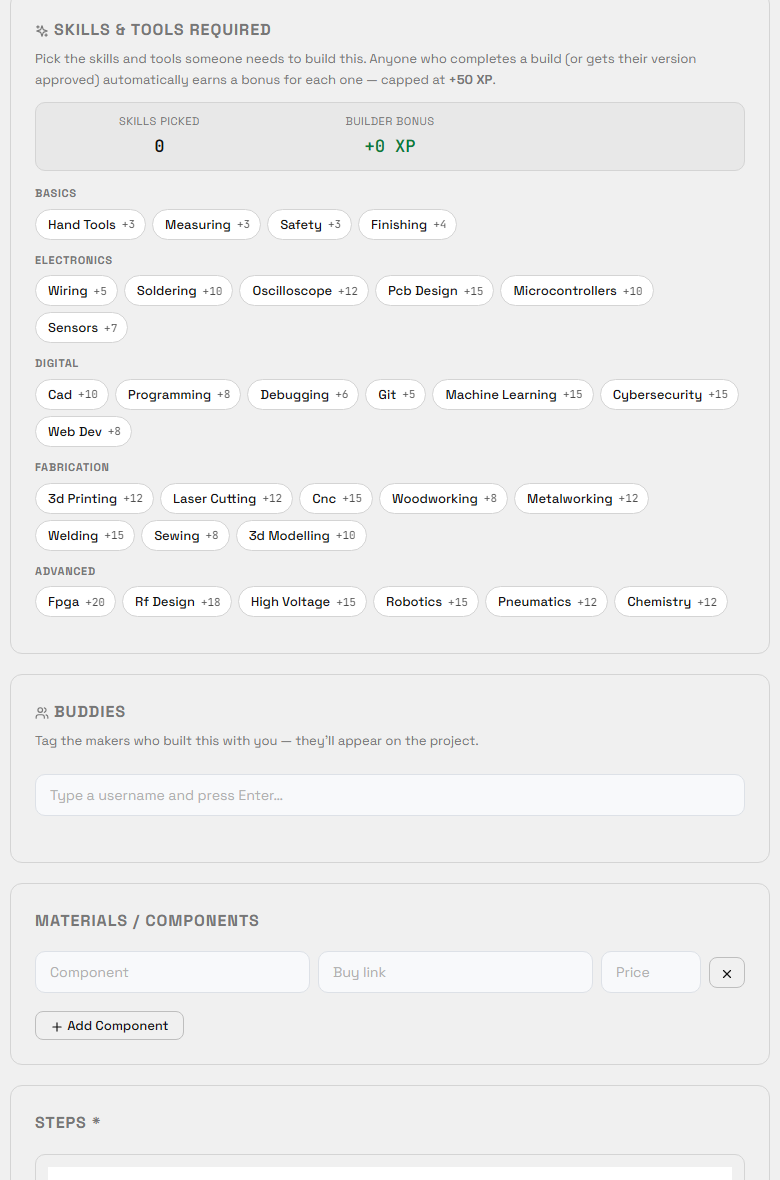 SKILLS & TOOLS REQUIRED
Pick the skills and tools someone needs to build this. Anyone who completes a build (or gets their version
approved) automatically earns a bonus for each one — capped at +50 XP.
SKILLS PICKED BUILDER BONUS
0 +0 XP
BASICS
Hand Tools +3 Measuring +3 Safety +3 Finishing +4
ELECTRONICS
Wiring +5 Soldering +10 Oscilloscope +12 Pcb Design +15 Microcontrollers +10
Sensors +7
DIGITAL
Cad +10 Programming +8 Debugging +6 Git +5 Machine Learning +15 Cybersecurity +15
Web Dev +8
FABRICATION
3d Printing +12 Laser Cutting +12 Cnc +15 Woodworking +8 Metalworking +12
Welding +15 Sewing +8 3d Modelling +10
ADVANCED
Fpga +20 Rf Design +18 High Voltage +15 Robotics +15 Pneumatics +12 Chemistry +12
BUDDIES
Tag the makers who built this with you — they'll appear on the project.
Type a username and press Enter...
MATERIALS / COMPONENTS
Component Buy link Price ×
+ Add Component
STEPS *